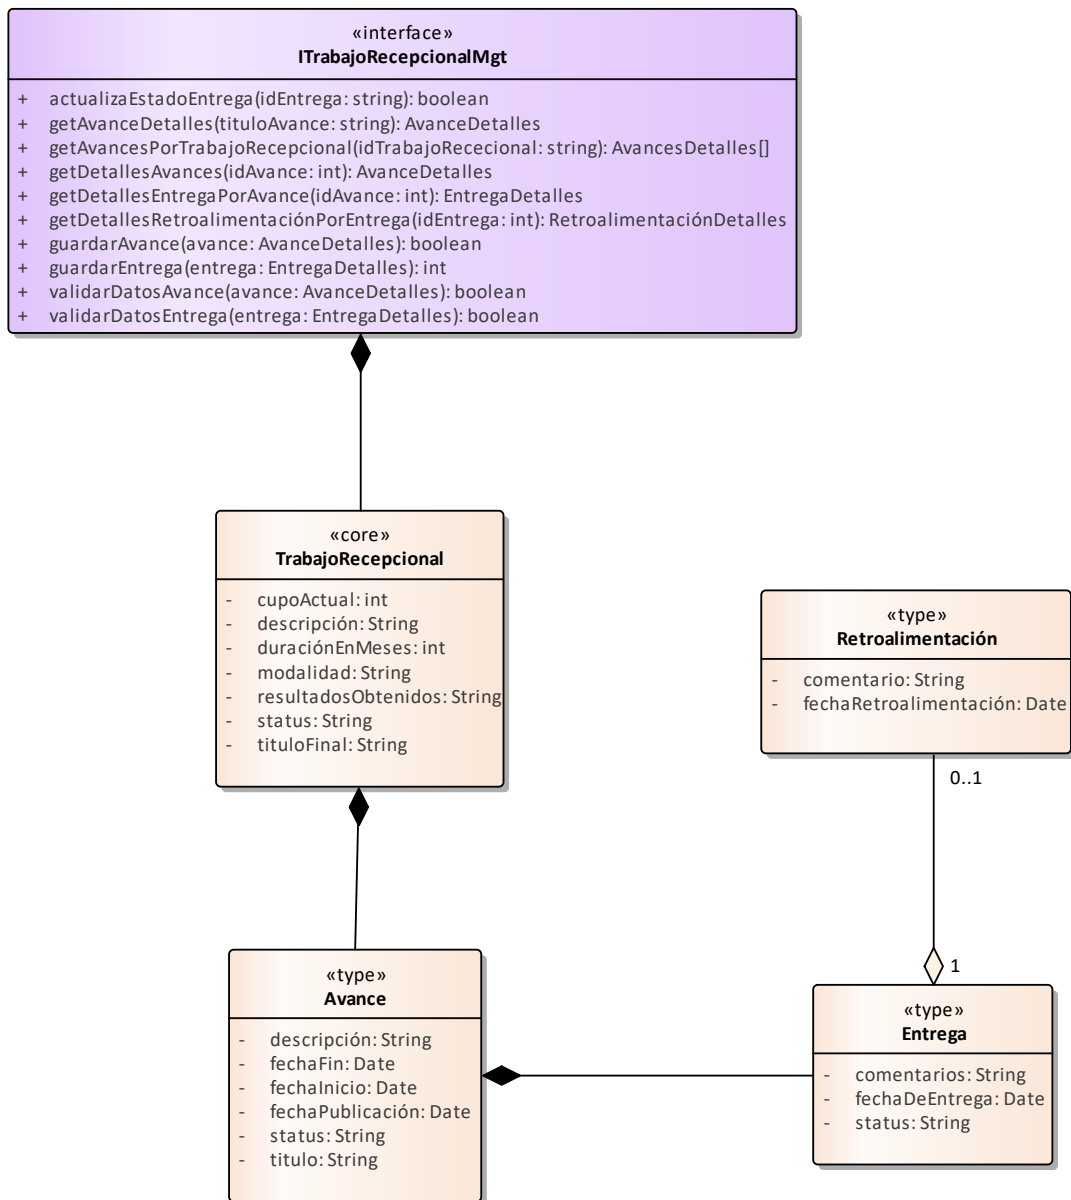 «interface»
ITrabajoRecepcionalMgt
+ actualizaEstadoEntrega(idEntrega: string): boolean
+ getAvanceDetalles(tituloAvance: string): AvanceDetalles
+ getAvancesPorTrabajoRecepcional(idTrabajoRececional: string): AvancesDetalles[]
+ getDetallesAvances(idAvance: int): AvanceDetalles
+ getDetallesEntregaPorAvance(idAvance: int): EntregaDetalles
+ getDetallesRetroalimentaciónPorEntrega(idEntrega: int): RetroalimentaciónDetalles
+ guardarAvance(avance: AvanceDetalles): boolean
+ guardarEntrega(entrega: EntregaDetalles): int
+ validarDatosAvance(avance: AvanceDetalles): boolean
+ validarDatosEntrega(entrega: EntregaDetalles): boolean
«core»
TrabajoRecepcional
- cupoActual: int
- descripción: String
- duraciónEnMeses: int
- modalidad: String
- resultadosObtenidos: String
- status: String
- tituloFinal: String
«type»
Retroalimentación
- comentario: String
- fechaRetroalimentación: Date
0..1
1
«type»
Avance
- descripción: String
- fechaFin: Date
- fechaInicio: Date
- fechaPublicación: Date
- status: String
- titulo: String
«type»
Entrega
- comentarios: String
- fechaDeEntrega: Date
- status: String